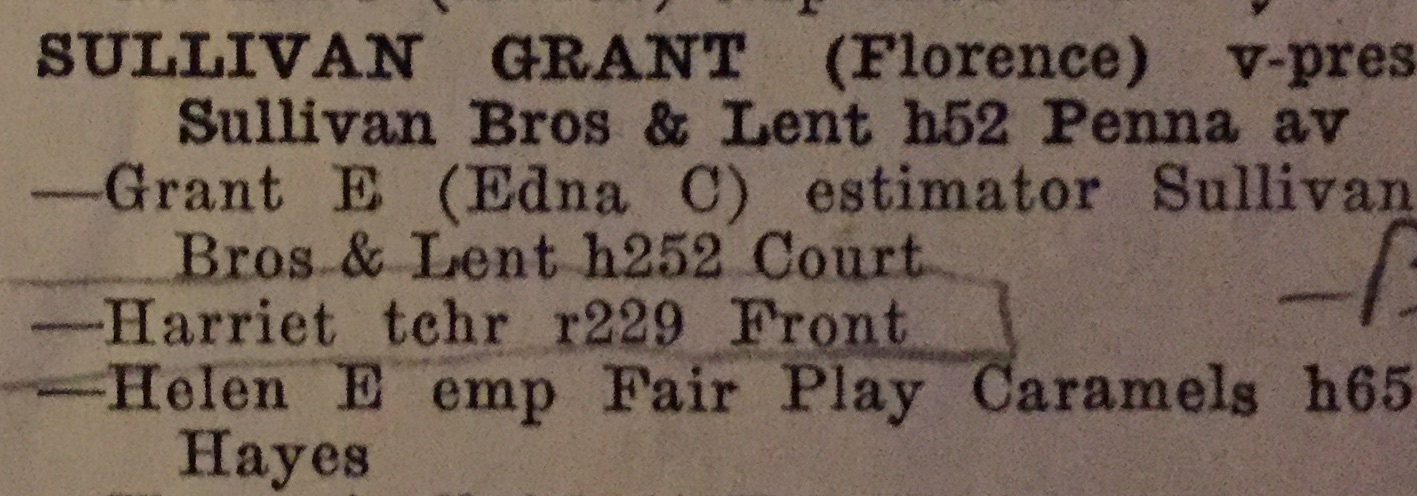 SULLIVAN GRANT (Florence) v-pres
Sullivan Bros & Lent h52 Penna av
—Grant E (Edna C) estimator Sullivan
Bros & Lent h252 Court
—Harriet tchr r229 Front
—Helen E emp Fair Play Caramels h65
Hayes